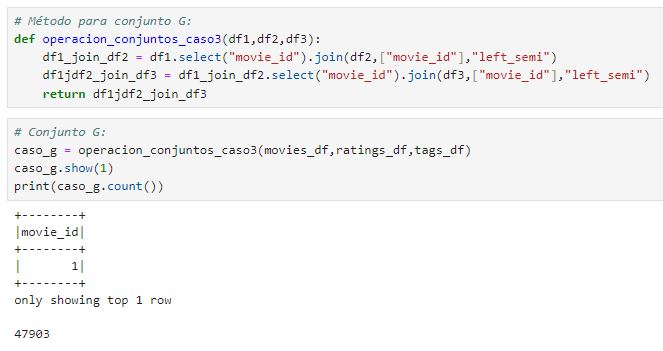 # Método para conjunto G:
def operacion_conjuntos_caso3(df1,df2,df3):
    df1_join_df2 = df1.select("movie_id").join(df2,["movie_id"],"left_semi")
    df1jdf2_join_df3 = df1_join_df2.select("movie_id").join(df3,["movie_id"],"left_semi")
    return df1jdf2_join_df3
# Conjunto G:
caso_g = operacion_conjuntos_caso3(movies_df,ratings_df,tags_df)
caso_g.show(1)
print(caso_g.count())
+--------+
|movie_id|
+--------+
|       1|
+--------+
only showing top 1 row
47903